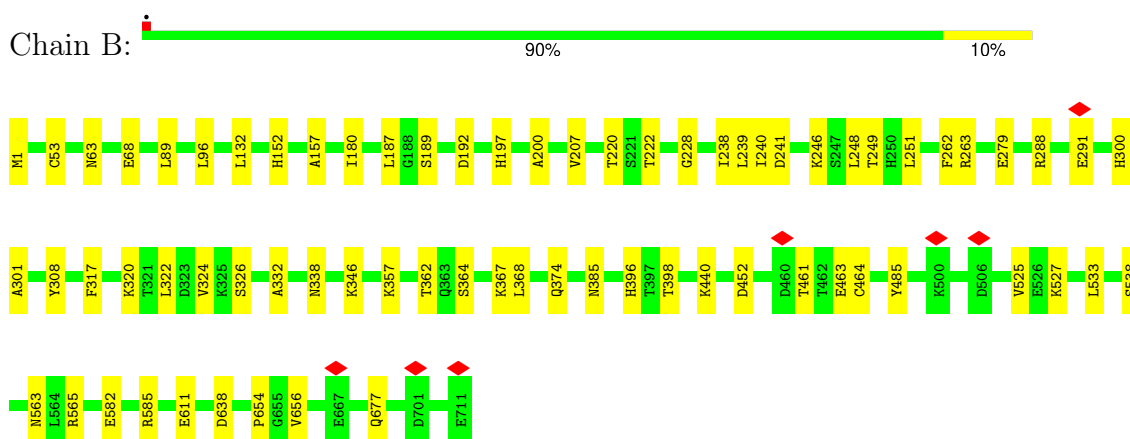 Chain B:
90% 10%
M1 C53 N63 E68 L89 L96 L132 H152 A157 I180 L187 G188 S189 D192 H197 A200 V207 T220 S221 T222 G228 I238 L239 I240 D241 K246 S247 L248 T249 H250 L251 F262 R263 E279 R288 E291 H300
A301 Y308 F317 K320 T321 L322 D323 V324 K325 S326 A332 N338 K346 K357 T362 Q363 S364 K367 L368 Q374 N385 H396 T397 T398 K440 D452 D460 T461 T462 E463 C464 Y485 K500 D506 V525 E526 K527 L533 S538
N563 L564 R565 E582 R585 E611 D638 P654 G655 V656 E667 Q677 D701 E711